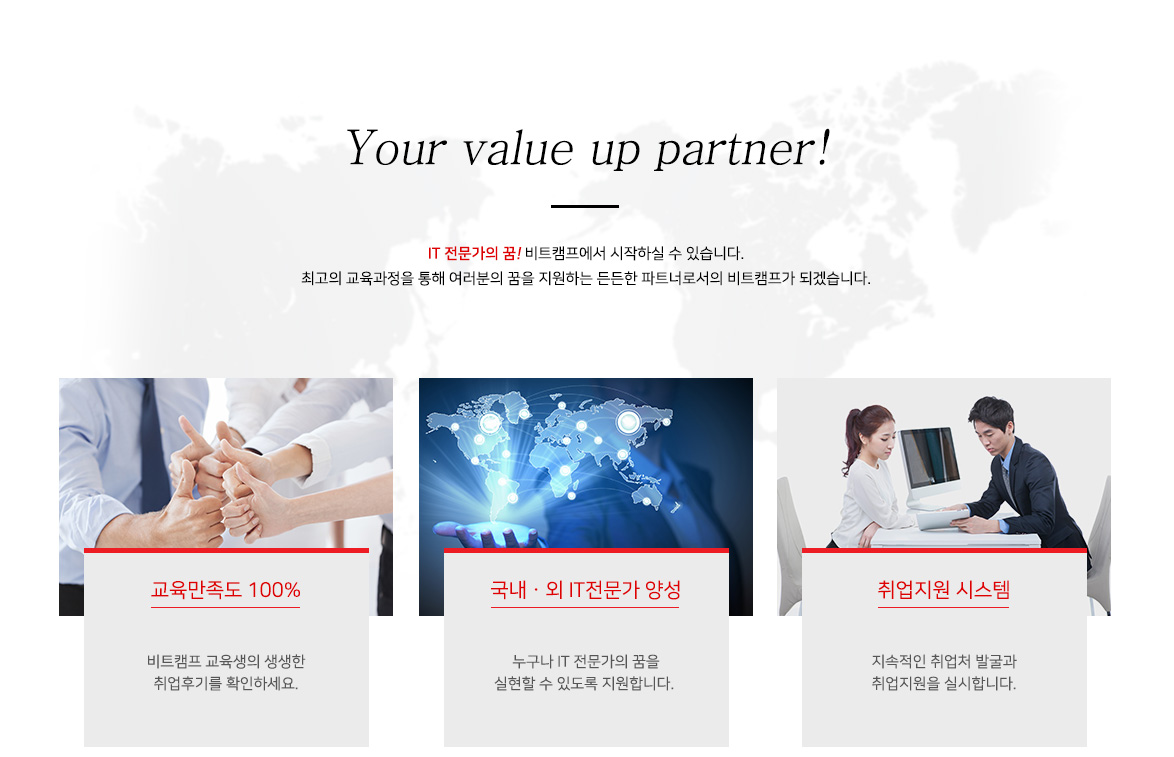 Your value up partner!
IT 전문가의 꿈! 비트캠프에서 시작하실 수 있습니다.
최고의 교육과정을 통해 여러분의 꿈을 지원하는 든든한 파트너로서의 비트캠프가 되겠습니다.
교육만족도 100%
비트캠프 교육생의 생생한
취업후기를 확인하세요.
국내 · 외 IT전문가 양성
누구나 IT 전문가의 꿈을
실현할 수 있도록 지원합니다.
취업지원 시스템
지속적인 취업처 발굴과
취업지원을 실시합니다.